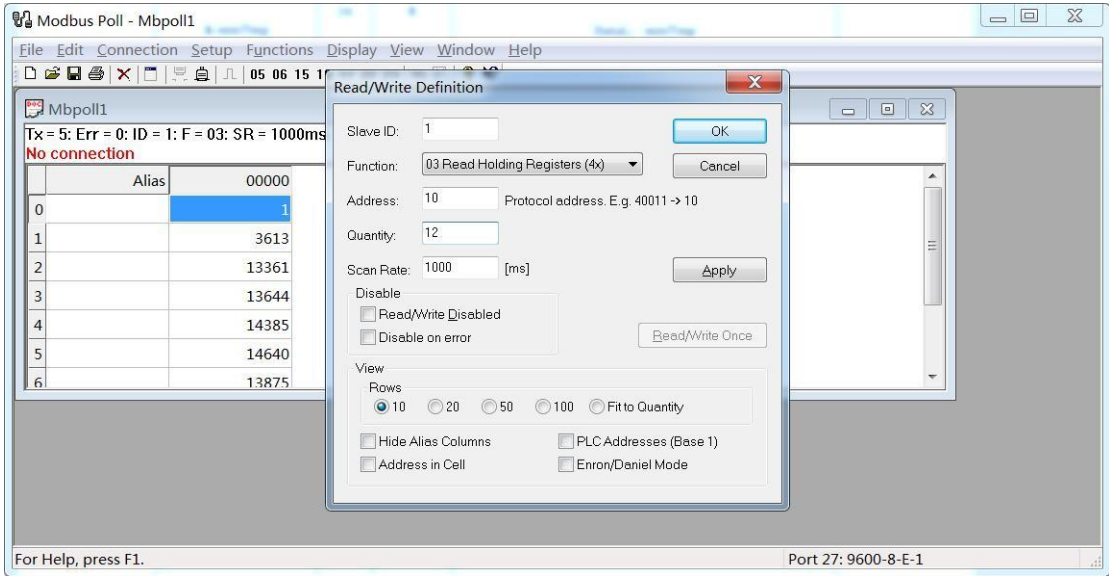 Modbus Poll - Mbpoll1
File Edit Connection Setup Functions Display View Window Help
05 06 15
Mbpoll1
Tx = 5: Err = 0: ID = 1: F = 03: SR = 1000ms
No connection
Alias 00000
0 1
1 3613
2 13361
3 13644
4 14385
5 14640
6 13875
Read/Write Definition
Slave ID: 1 OK
Function: 03 Read Holding Registers (4x) Cancel
Address: 10 Protocol address. E.g. 40011 -> 10
Quantity: 12
Scan Rate: 1000 [ms] Apply
Disable
Read/Write Disabled
Disable on error
Read/Write Once
View
Rows
10 20 50 100 Fit to Quantity
Hide Alias Columns PLC Addresses (Base 1)
Address in Cell Enron/Daniel Mode
For Help, press F1. Port 27: 9600-8-E-1